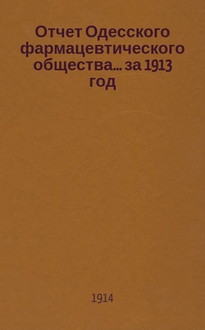 Отчет Одесского
фармацевтического
общества... за 1913
год
1914